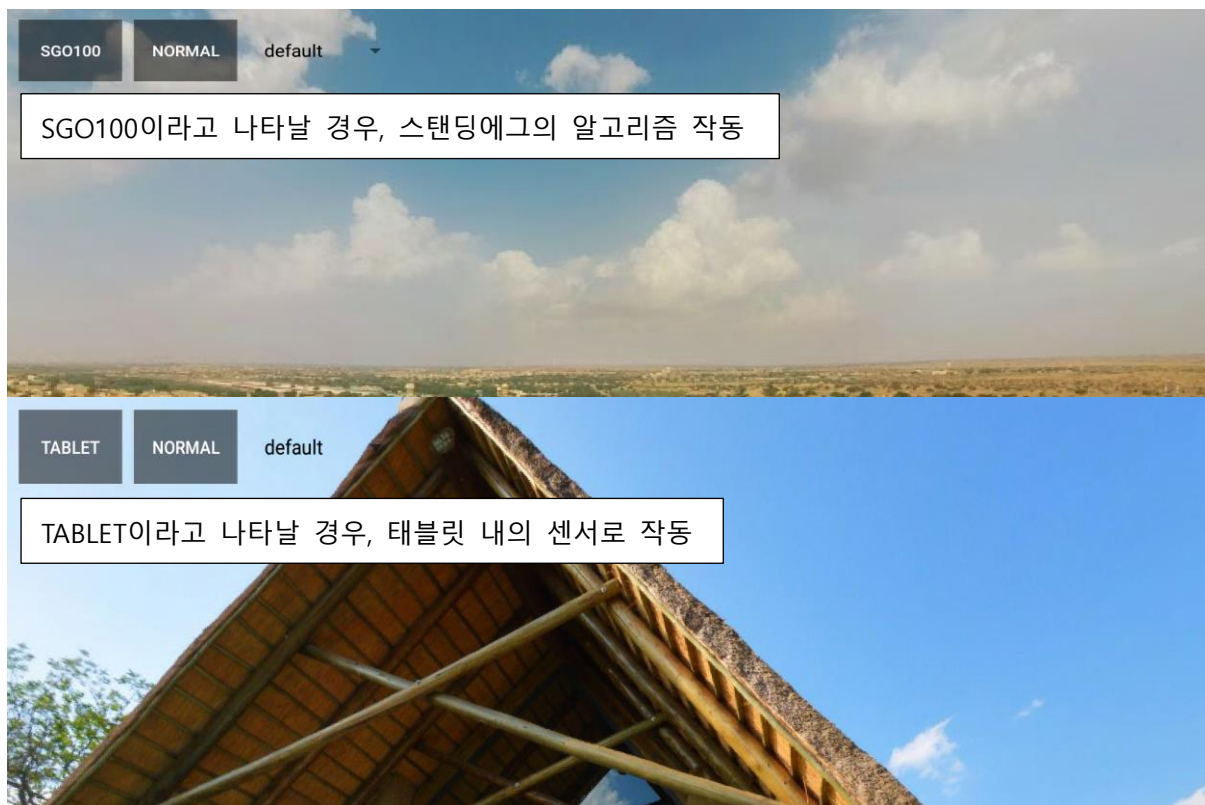 SGO100 NORMAL default
SGO100이라고 나타날 경우, 스탠딩에그의 알고리즘 작동
TABLET NORMAL default
TABLET이라고 나타날 경우, 태블릿 내의 센서로 작동